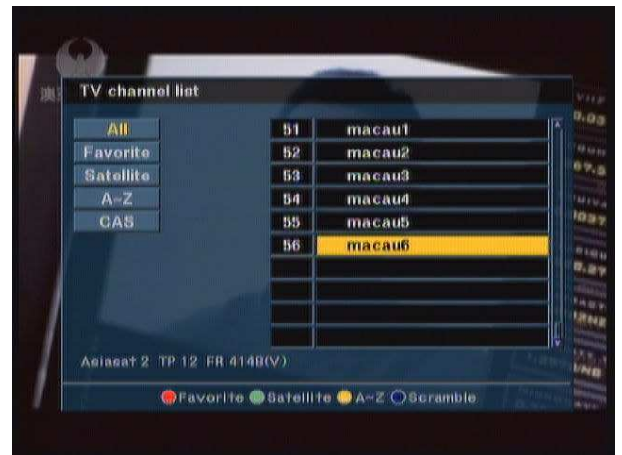 TV channel list
All
Favorite
Satellite
A~Z
CAS
51 macau1
52 macau2
53 macau3
54 macau4
55 macau5
56 macau6
Asiasat 2 TP 12 FR 4148(V)
Favorite Satellite A~Z Scramble
VHF